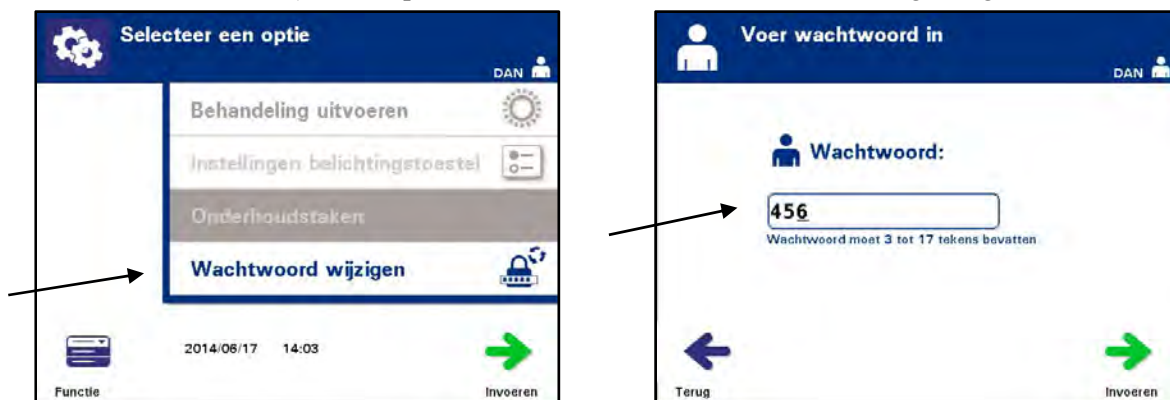 Selecteer een optie
DAN
Behandeling uitvoeren
Instellingen belichtingstoestel
Onderhoudstaken
Wachtwoord wijzigen
2014/06/17 14:03
Functie
Invoeren
Voer wachtwoord in
DAN
Wachtwoord:
456
Wachtwoord moet 3 tot 17 tekens bevatten
Terug
Invoeren